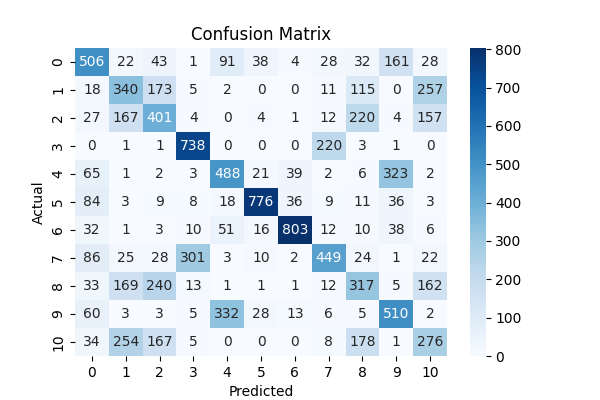 Confusion Matrix
0 506 22 43 1 91 38 4 28 32 161 28
1 18 340 173 5 2 0 0 11 115 0 257
2 27 167 401 4 0 4 1 12 220 4 157
3 0 1 1 738 0 0 0 220 3 1 0
4 65 1 2 3 488 21 39 2 6 323 2
5 84 3 9 8 18 776 36 9 11 36 3
6 32 1 3 10 51 16 803 12 10 38 6
7 86 25 28 301 3 10 2 449 24 1 22
8 33 169 240 13 1 1 1 12 317 5 162
9 60 3 3 5 332 28 13 6 5 510 2
10 34 254 167 5 0 0 0 8 178 1 276
0 1 2 3 4 5 6 7 8 9 10
Actual
Predicted
800
700
600
500
400
300
200
100
0